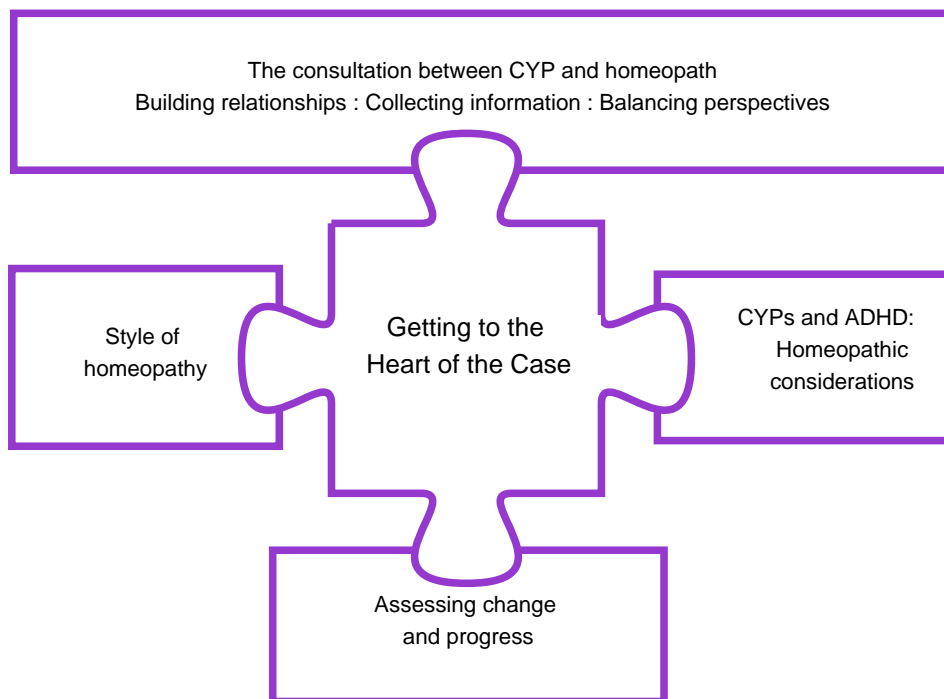 The consultation between CYP and homeopath
Building relationships : Collecting information : Balancing perspectives
Style of
homeopathy
Getting to the
Heart of the Case
CYPs and ADHD:
Homeopathic
considerations
Assessing change
and progress